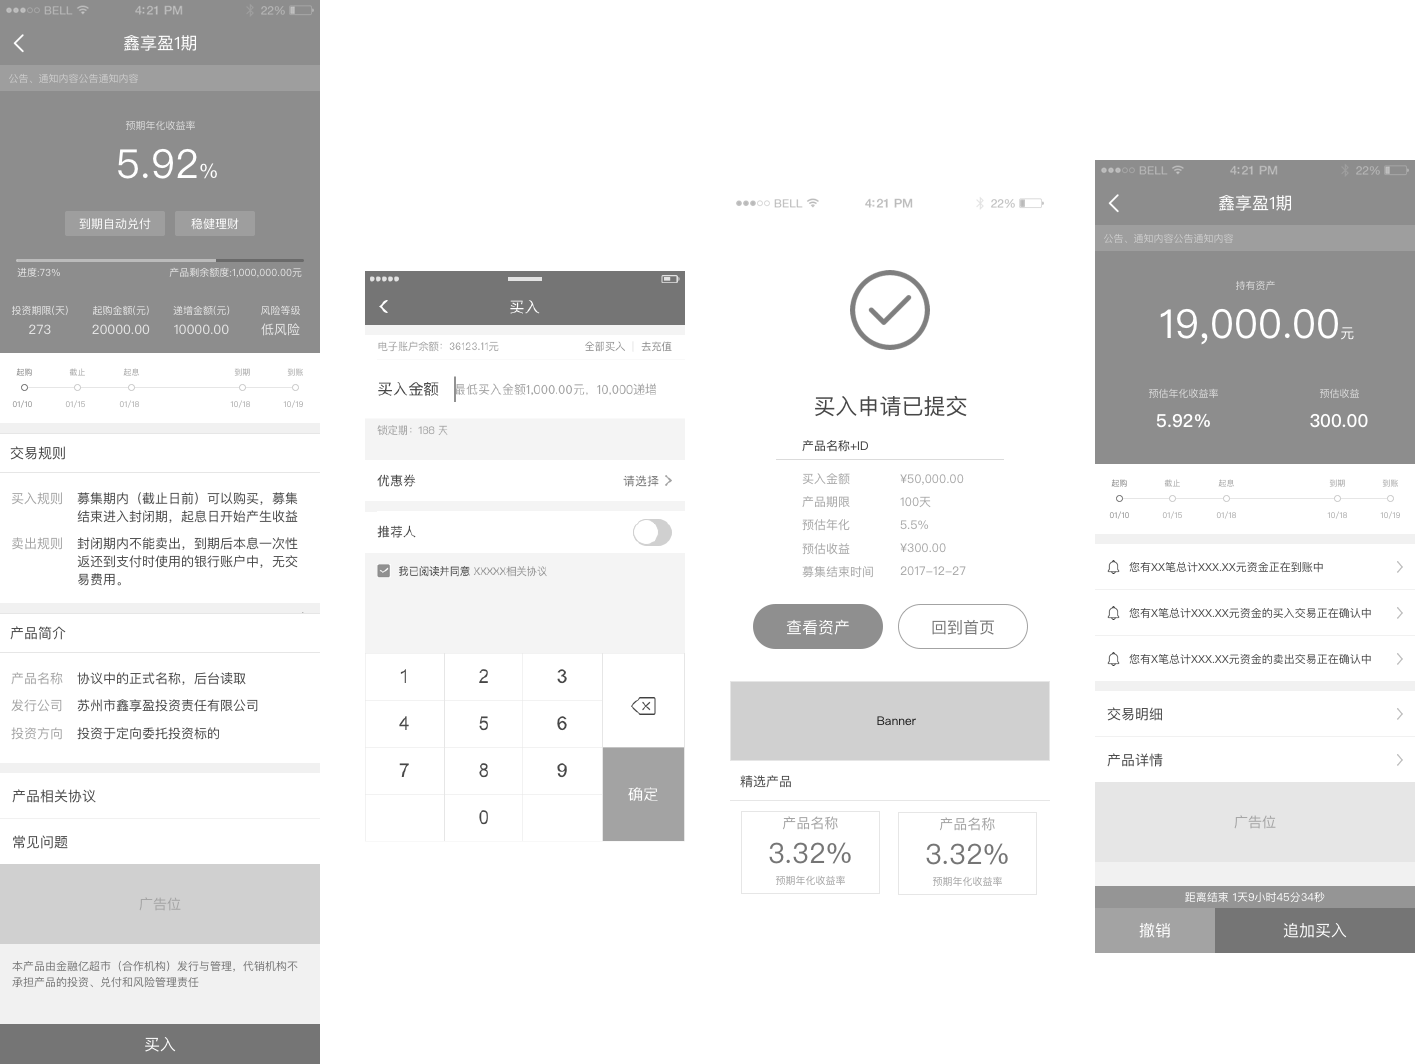 BELL
4:21 PM
22%
鑫享盈1期
公告，通知内容公告通知内容
预期年化收益率
5.92%
到期自动兑付
稳健理财
进度:73%
产品剩余额度:1,000,000.00元
投资期限(天)
起购金额(元)
递增金额(元)
风险等级
273
20000.00
10000.00
低风险
起购
截止
起息
到期
到账
01/10
01/15
01/18
10/18
10/19
交易规则
买入规则
募集期内（截止日前）可以购买，募集
结束进入封闭期，起息日开始产生收益
卖出规则
封闭期内不能卖出，到期后本息一次性
返还到支付时使用的银行账户中，无交
易费用。
产品简介
产品名称
协议中的正式名称，后台读取
发行公司
苏州市鑫享盈投资责任有限公司
投资方向
投资于定向委托投资标的
产品相关协议
常见问题
广告位
本产品由金融亿超市（合作机构）发行与管理，代销机构不
承担产品的投资、兑付和风险管理责任
买入
买入
电子账户余额：36123.11元
全部买入
去充值
买入金额
最低买入金额1,000.00元，10,000递增
锁定期：188 天
优惠券
请选择
推荐人
我已阅读并同意 XXXXX相关协议
1
2
3
4
5
6
7
8
9
确定
0
BELL
4:21 PM
22%
买入申请已提交
产品名称+ID
买入金额
¥50,000.00
产品期限
100天
预估年化
5.5%
预估收益
¥300.00
募集结束时间
2017-12-27
查看资产
回到首页
Banner
精选产品
产品名称
3.32%
预期年化收益率
产品名称
3.32%
预期年化收益率
BELL
4:21 PM
22%
鑫享盈1期
公告，通知内容公告通知内容
持有资产
19,000.00元
预估年化收益率
预估收益
5.92%
300.00
起购
截止
起息
到期
到账
01/10
01/15
01/18
10/18
10/19
您有XX笔总计XXX.XX元资金正在到账中
您有X笔总计XXX.XX元资金的买入交易正在确认中
您有X笔总计XXX.XX元资金的卖出交易正在确认中
交易明细
产品详情
广告位
距离结束 1天9小时45分34秒
撤销
追加买入